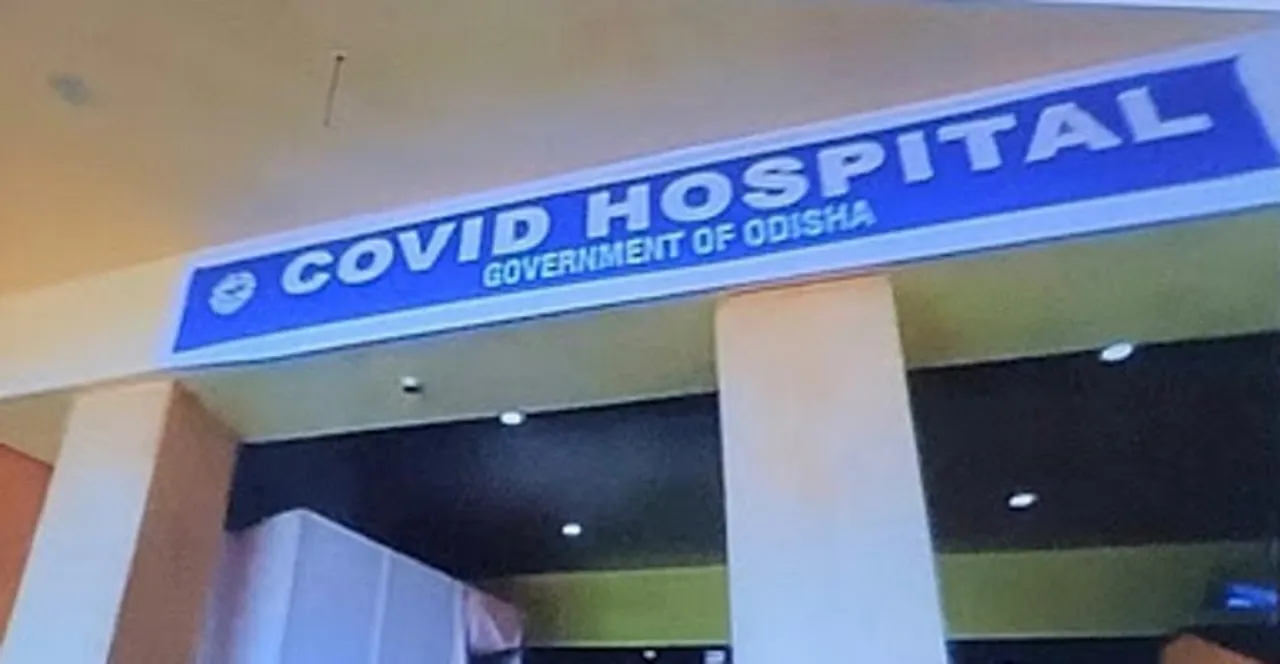 COVID HOSPITAL
GOVERNMENT OF ODISHA